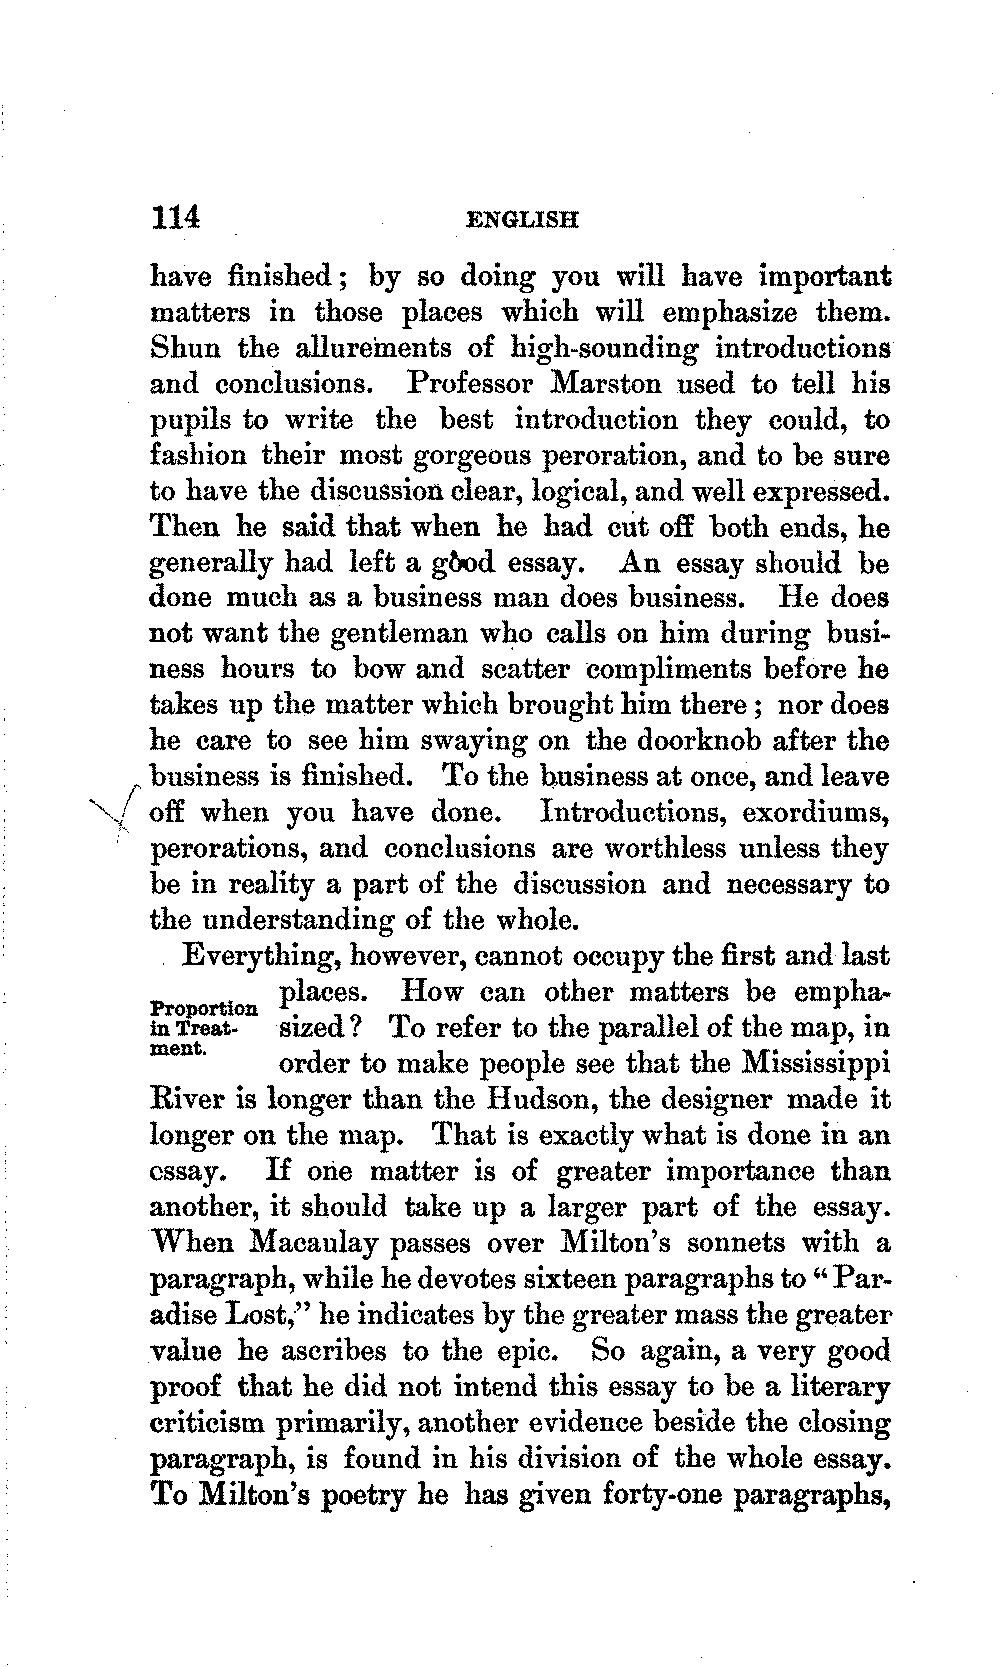 114 ENGLISH
have finished; by so doing you will have important
matters in those places which will emphasize them.
Shun the allurements of high-sounding introductions
and conclusions. Professor Marston used to tell his
pupils to write the best introduction they could, to
fashion their most gorgeous peroration, and to be sure
to have the discussion clear, logical, and well expressed.
Then he said that when he had cut off both ends, he
generally had left a good essay. An essay should be
done much as a business man does business. He does
not want the gentleman who calls on him during busi-
ness hours to bow and scatter compliments before he
takes up the matter which brought him there; nor does
he care to see him swaying on the doorknob after the
business is finished. To the business at once, and leave
off when you have done. Introductions, exordiums,
perorations, and conclusions are worthless unless they
be in reality a part of the discussion and necessary to
the understanding of the whole.
Everything, however, cannot occupy the first and last
Proportion
in Treat-
ment.
places. How can other matters be empha-
sized? To refer to the parallel of the map, in
order to make people see that the Mississippi
River is longer than the Hudson, the designer made it
longer on the map. That is exactly what is done in an
essay. If one matter is of greater importance than
another, it should take up a larger part of the essay.
When Macaulay passes over Milton's sonnets with a
paragraph, while he devotes sixteen paragraphs to "Par-
adise Lost," he indicates by the greater mass the greater
value he ascribes to the epic. So again, a very good
proof that he did not intend this essay to be a literary
criticism primarily, another evidence beside the closing
paragraph, is found in his division of the whole essay.
To Milton's poetry he has given forty-one paragraphs,